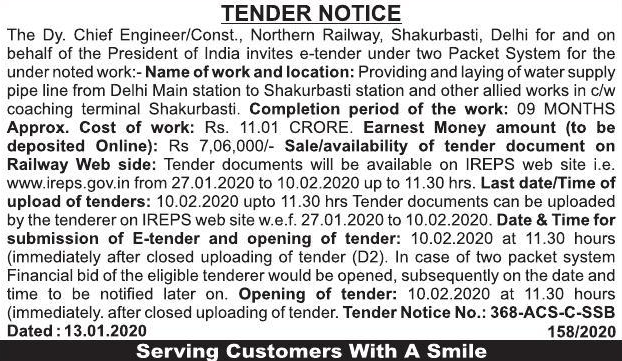 TENDER NOTICE
The Dy. Chief Engineer/Const., Northern Railway, Shakurbasti, Delhi for and on
behalf of the President of India invites e-tender under two Packet System for the
under noted work:- Name of work and location: Providing and laying of water supply
pipe line from Delhi Main station to Shakurbasti station and other allied works in c/w
coaching terminal Shakurbasti. Completion period of the work: 09 MONTHS
Approx. Cost of work: Rs. 11.01 CRORE. Earnest Money amount (to be
deposited Online): Rs 7,06,000/- Sale/availability of tender document on
Railway Web side: Tender documents will be available on IREPS web site i.e.
www.ireps.gov.in from 27.01.2020 to 10.02.2020 up to 11.30 hrs. Last date/Time of
upload of tenders: 10.02.2020 upto 11.30 hrs Tender documents can be uploaded
by the tenderer on IREPS web site w.e.f. 27.01.2020 to 10.02.2020. Date & Time for
submission of E-tender and opening of tender: 10.02.2020 at 11.30 hours
(immediately after closed uploading of tender (D2). In case of two packet system
Financial bid of the eligible tenderer would be opened, subsequently on the date and
time to be notified later on. Opening of tender: 10.02.2020 at 11.30 hours
(immediately. after closed uploading of tender. Tender Notice No.: 368-ACS-C-SSB
Dated : 13.01.2020 158/2020
Serving Customers With A Smile